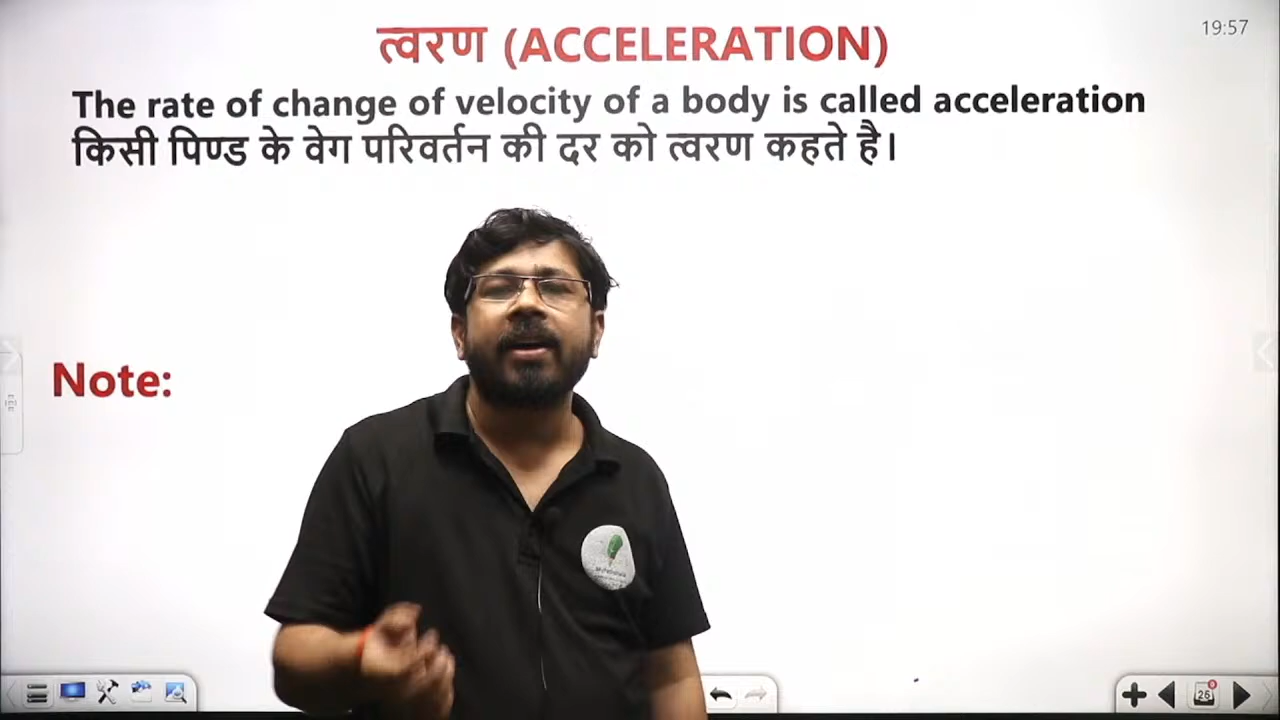 19:57
त्वरण (ACCELERATION)
The rate of change of velocity of a body is called acceleration
किसी पिण्ड के वेग परिवर्तन की दर को त्वरण कहते है।
Note:
26